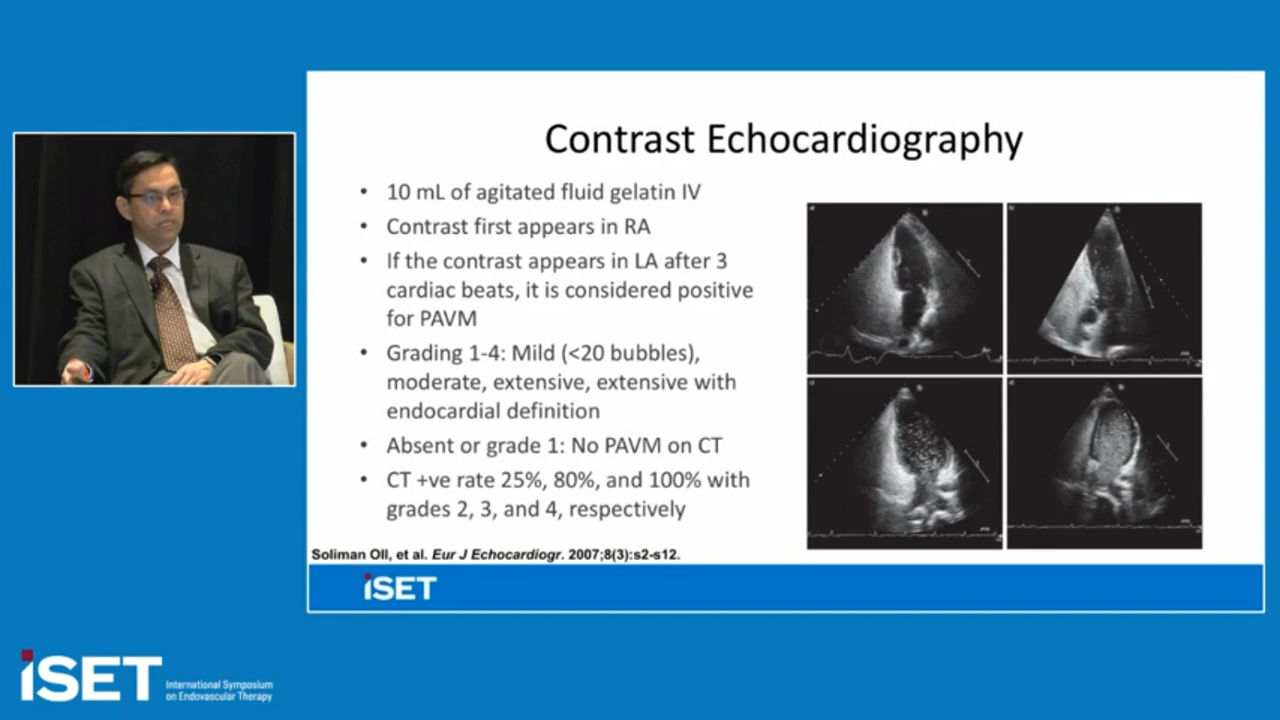 Contrast Echocardiography
• 10 mL of agitated fluid gelatin IV
• Contrast first appears in RA
• If the contrast appears in LA after 3
cardiac beats, it is considered positive
for PAVM
• Grading 1-4: Mild (<20 bubbles),
moderate, extensive, extensive with
endocardial definition
• Absent or grade 1: No PAVM on CT
• CT +ve rate 25%, 80%, and 100% with
grades 2, 3, and 4, respectively
Soliman OII, et al. Eur J Echocardiogr. 2007;8(3):s2-s12.
iSET
iSET
International Symposium
on Endovascular Therapy